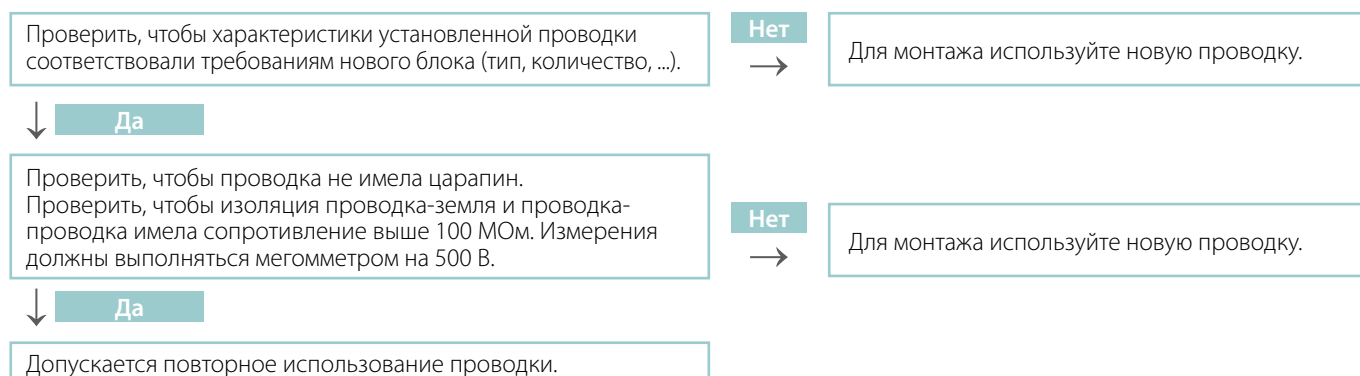 Проверить, чтобы характеристики установленной проводки
соответствовали требованиям нового блока (тип, количество, ...).
Нет
Для монтажа используйте новую проводку.
Да
Проверить, чтобы проводка не имела царапин.
Проверить, чтобы изоляция проводка-земля и проводка-
проводка имела сопротивление выше 100 МОм. Измерения
должны выполняться мегомметром на 500 В.
Нет
Для монтажа используйте новую проводку.
Да
Допускается повторное использование проводки.